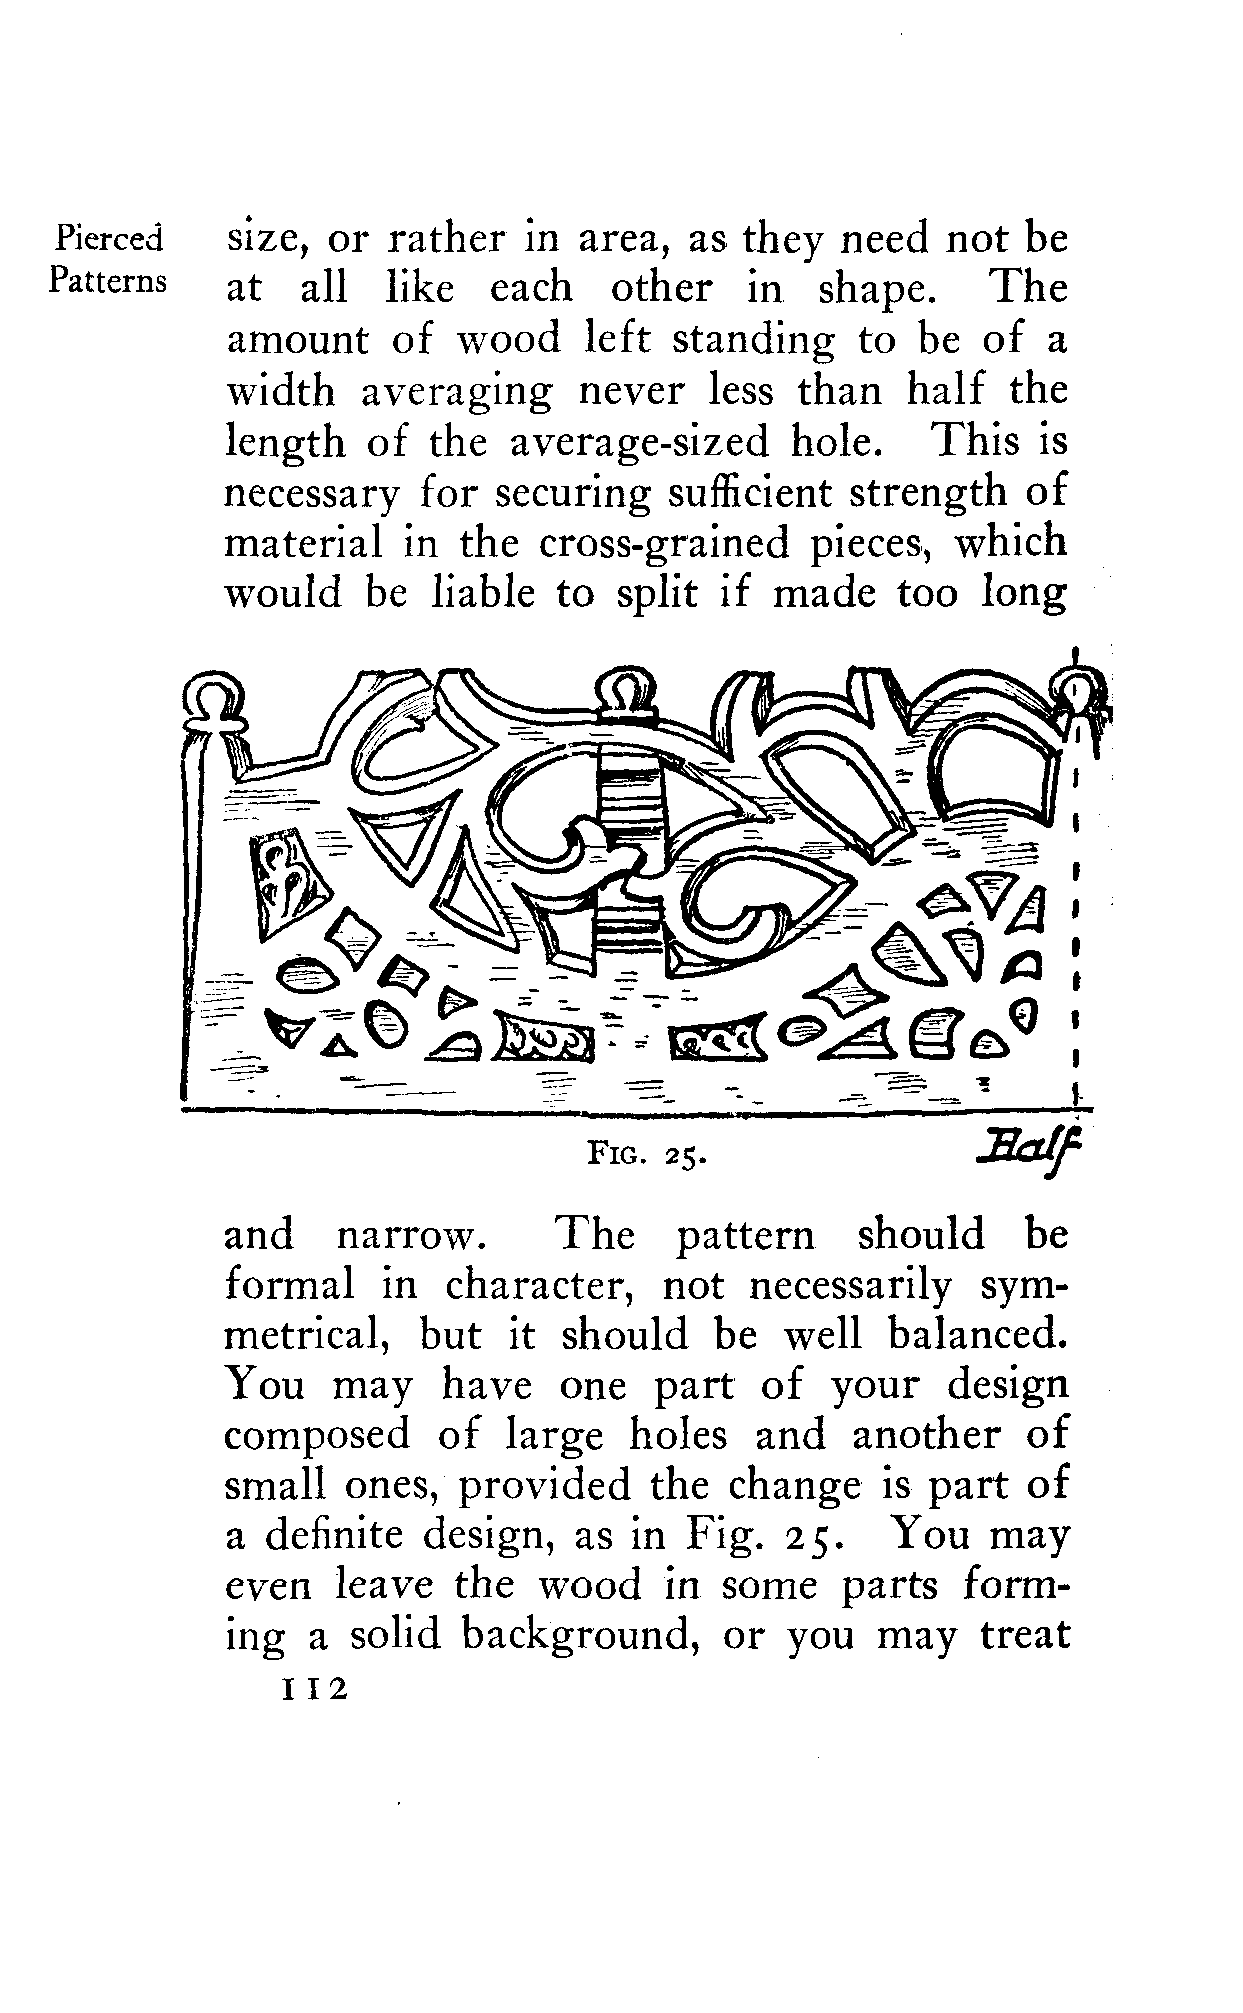 Pierced
Patterns
size, or rather in area, as they need not be
at all like each other in shape. The
amount of wood left standing to be of a
width averaging never less than half the
length of the average-sized hole. This is
necessary for securing sufficient strength of
material in the cross-grained pieces, which
would be liable to split if made too long
Fig. 25.
Half
and narrow. The pattern should be
formal in character, not necessarily sym-
metrical, but it should be well balanced.
You may have one part of your design
composed of large holes and another of
small ones, provided the change is part of
a definite design, as in Fig. 25. You may
even leave the wood in some parts form-
ing a solid background, or you may treat
112